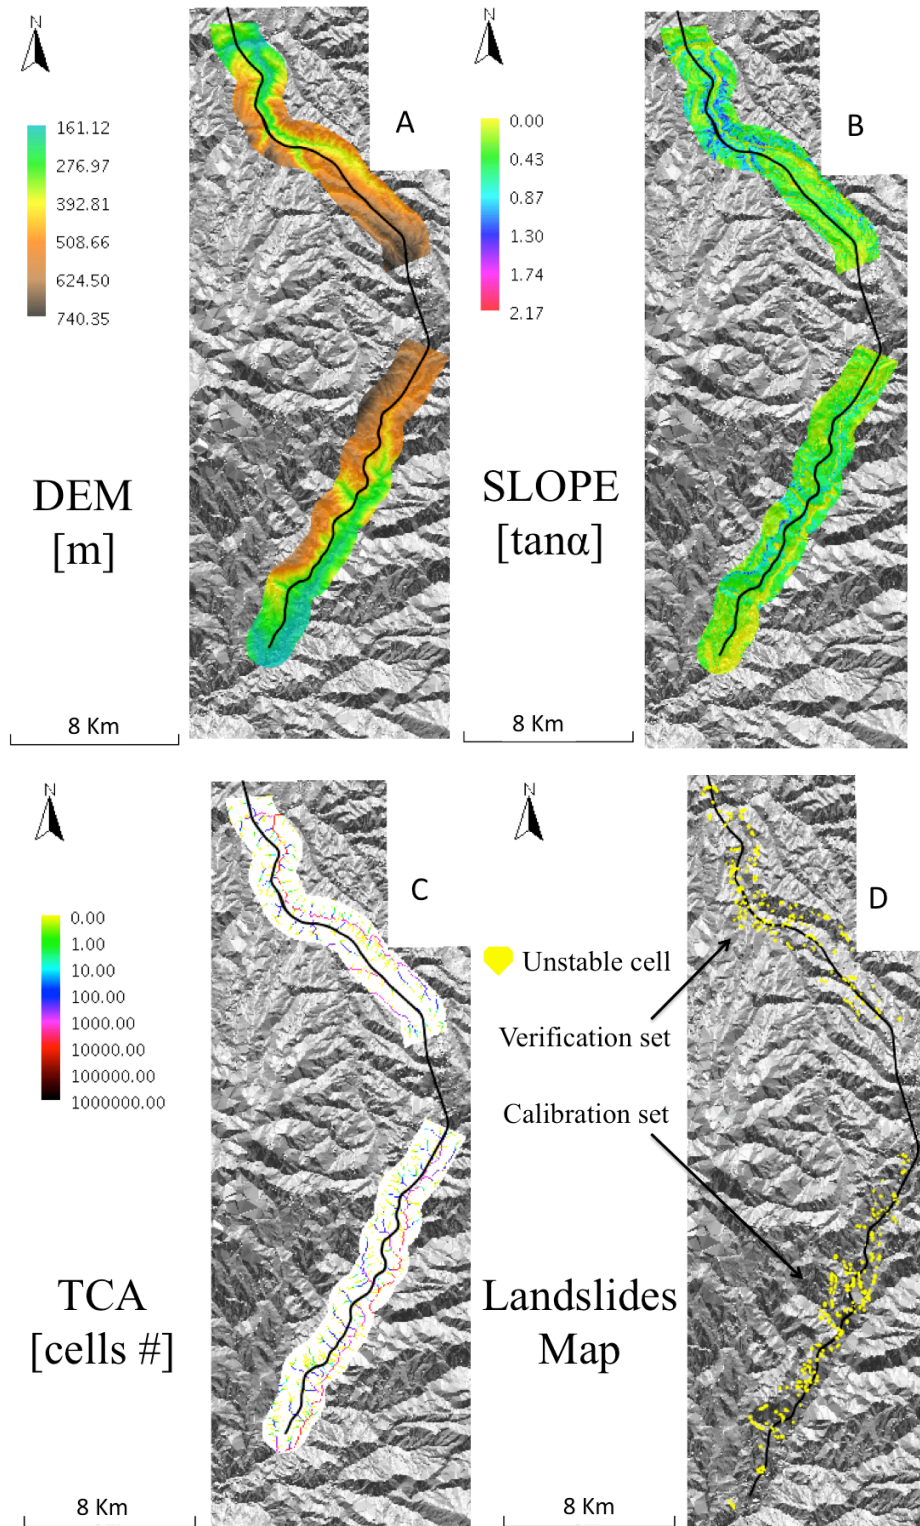 N
A
161.12
276.97
392.81
508.66
624.50
740.35
DEM
[m]
8 Km
N
B
0.00
0.43
0.87
1.30
1.74
2.17
SLOPE
[tanα]
8 Km
N
C
0.00
1.00
10.00
100.00
1000.00
10000.00
100000.00
1000000.00
TCA
[cells #]
8 Km
N
D
Unstable cell
Verification set
Calibration set
Landslides
Map
8 Km